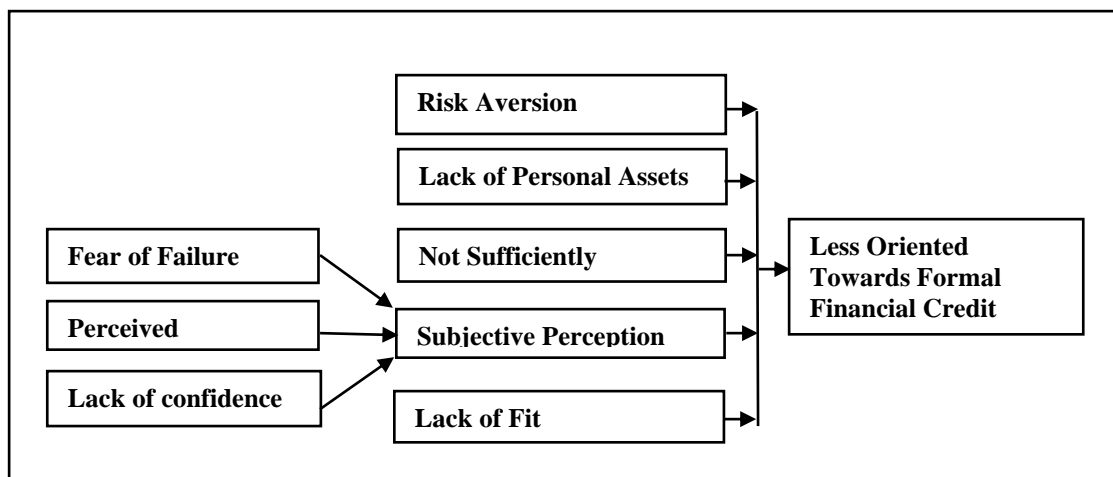 Risk Aversion
Lack of Personal Assets
Fear of Failure
Not Sufficiently
Less Oriented
Towards Formal
Financial Credit
Perceived
Subjective Perception
Lack of confidence
Lack of Fit